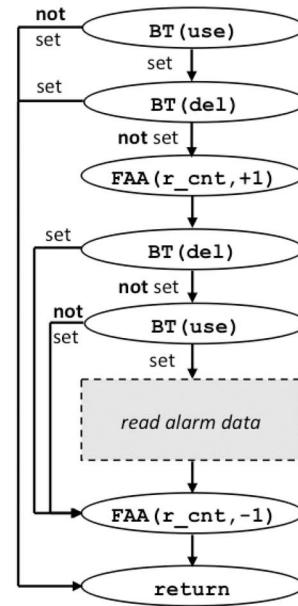 not
set
BT(use)
set
set
BT(del)
not set
FAA(r_cnt,+1)
set
BT(del)
not set
not
set
BT(use)
set
read alarm data
FAA(r_cnt,-1)
return